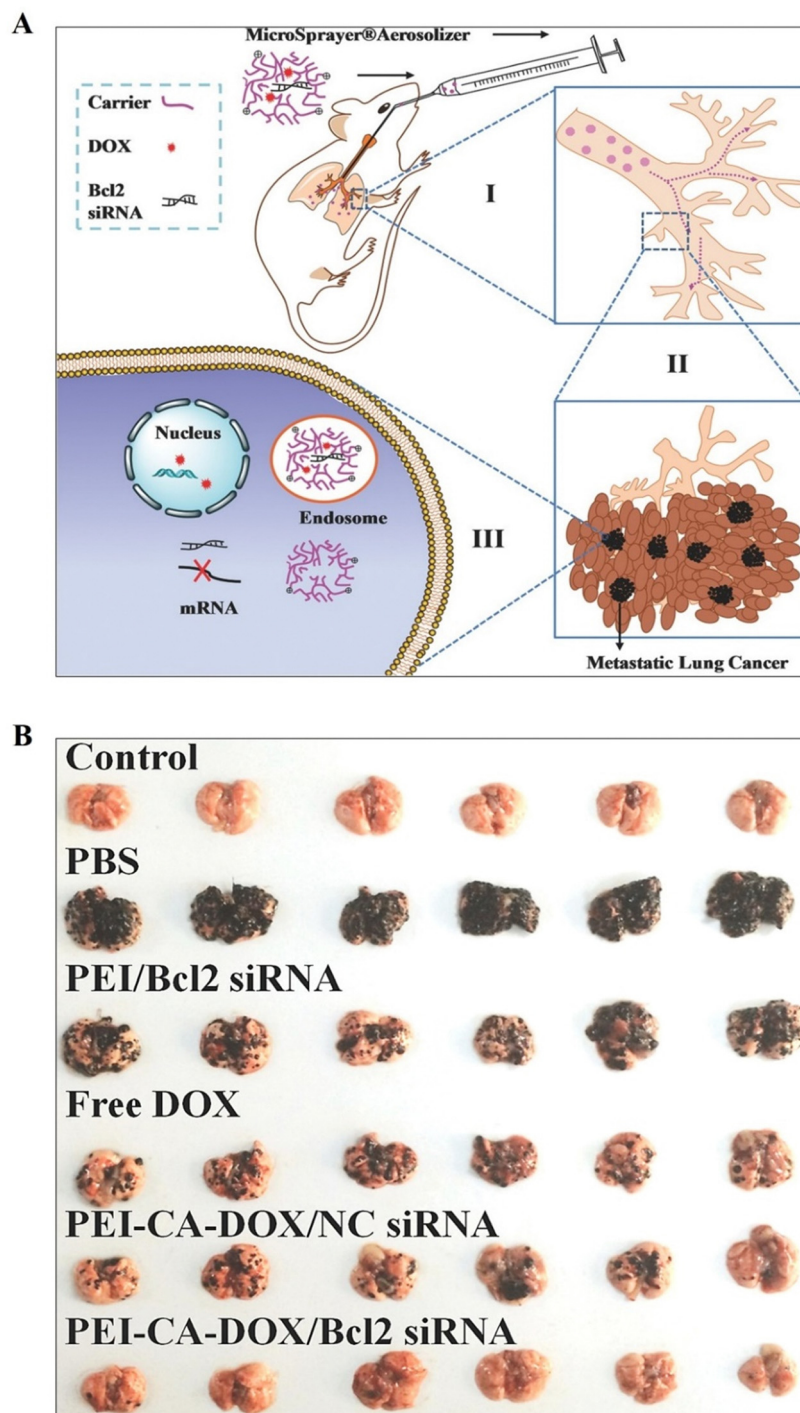 A
MicroSprayer®Aerosolizer
Carrier
DOX
Bcl2
siRNA
I
II
Nucleus
Endosome
mRNA
III
Metastatic Lung Cancer
B
Control
PBS
PEI/Bcl2 siRNA
Free DOX
PEI-CA-DOX/NC siRNA
PEI-CA-DOX/Bcl2 siRNA